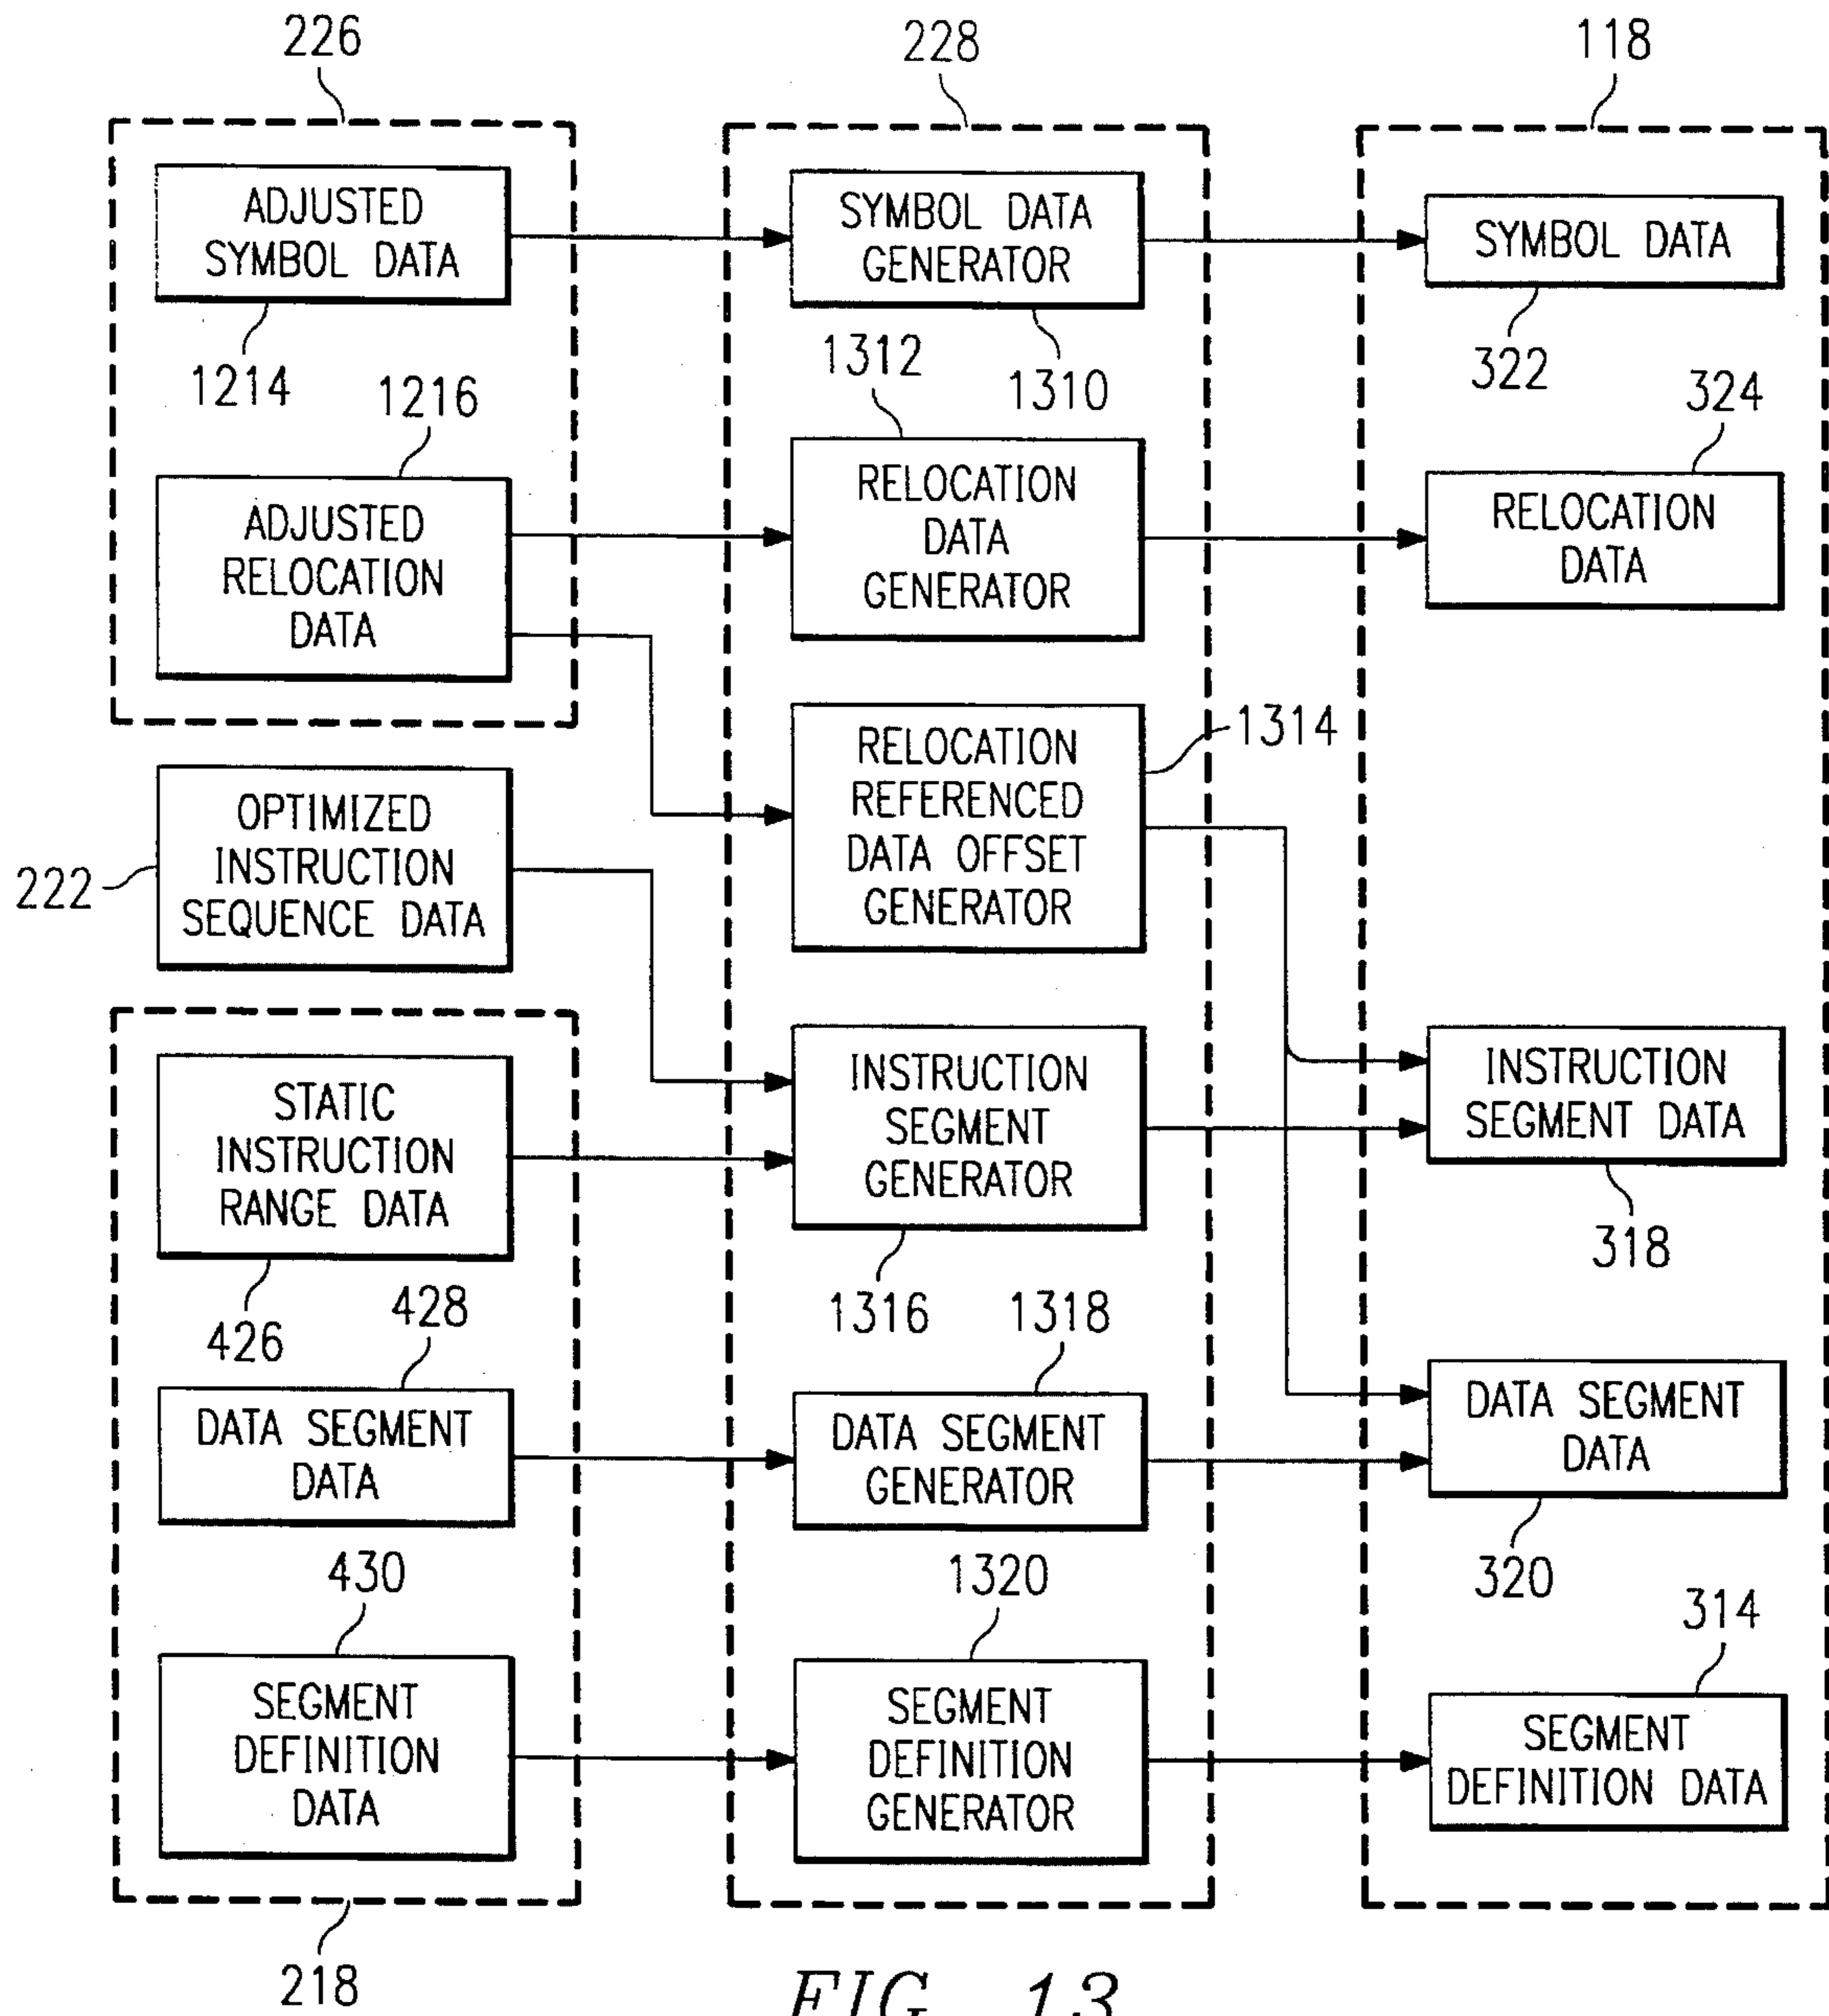 226
228
118
ADJUSTED
SYMBOL DATA
1214
SYMBOL DATA
GENERATOR
1310
SYMBOL DATA
322
1216
ADJUSTED
RELOCATION
DATA
1312
RELOCATION
DATA
GENERATOR
324
RELOCATION
DATA
222
OPTIMIZED
INSTRUCTION
SEQUENCE DATA
RELOCATION
REFERENCED
DATA OFFSET
GENERATOR
1314
STATIC
INSTRUCTION
RANGE DATA
426
INSTRUCTION
SEGMENT
GENERATOR
1316
INSTRUCTION
SEGMENT DATA
318
428
DATA SEGMENT
DATA
1318
DATA SEGMENT
GENERATOR
DATA SEGMENT
DATA
320
430
SEGMENT
DEFINITION
DATA
1320
SEGMENT
DEFINITION
GENERATOR
314
SEGMENT
DEFINITION DATA
218
FIG. 13